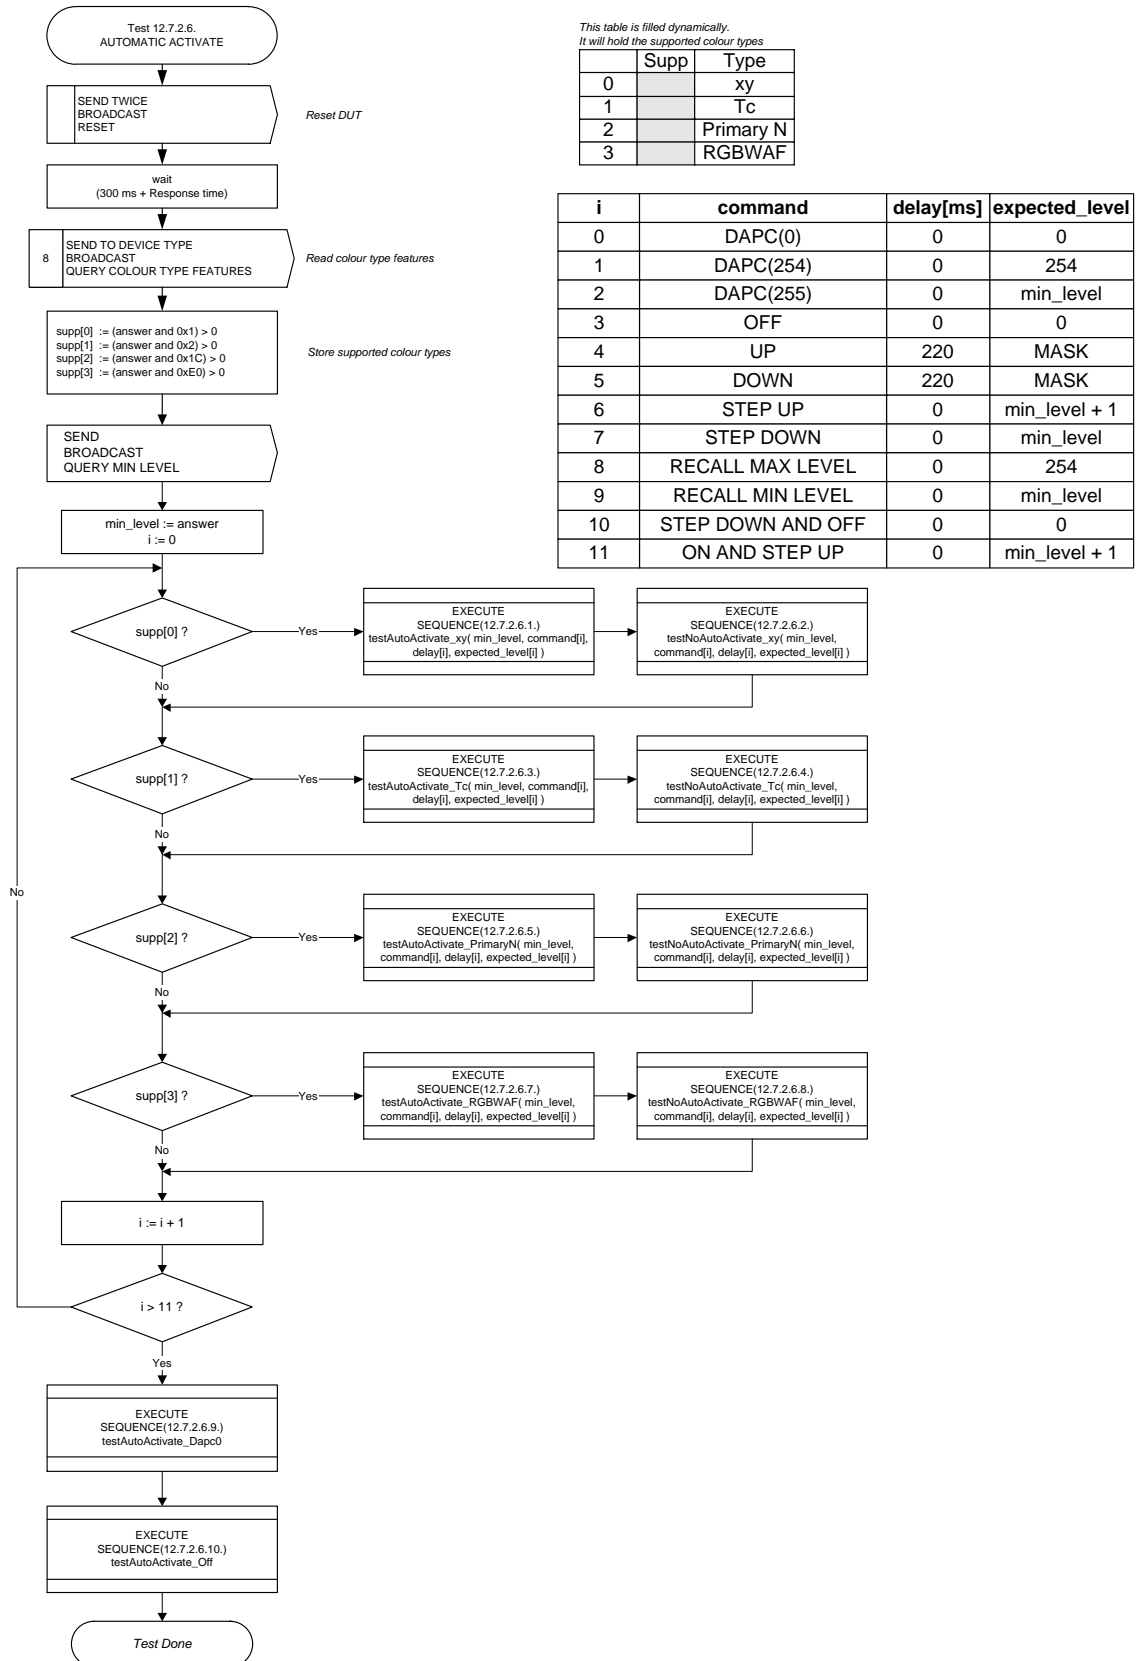 Test 12.7.2.6.
AUTOMATIC ACTIVATE
SEND TWICE
BROADCAST
RESET
Reset DUT
wait
(300 ms + Response time)
8
SEND TO DEVICE TYPE
BROADCAST
QUERY COLOUR TYPE FEATURES
Read colour type features
supp[0] := (answer and 0x1) > 0
supp[1] := (answer and 0x2) > 0
supp[2] := (answer and 0x1C) > 0
supp[3] := (answer and 0xE0) > 0
Store supported colour types
SEND
BROADCAST
QUERY MIN LEVEL
min_level := answer
i := 0
This table is filled dynamically.
It will hold the supported colour types
Supp Type
0 xy
1 Tc
2 Primary N
3 RGBWAF
i command delay[ms] expected_level
0 DAPC(0) 0 0
1 DAPC(254) 0 254
2 DAPC(255) 0 min_level
3 OFF 0 0
4 UP 220 MASK
5 DOWN 220 MASK
6 STEP UP 0 min_level + 1
7 STEP DOWN 0 min_level
8 RECALL MAX LEVEL 0 254
9 RECALL MIN LEVEL 0 min_level
10 STEP DOWN AND OFF 0 0
11 ON AND STEP UP 0 min_level + 1
supp[0] ?
Yes
EXECUTE
SEQUENCE(12.7.2.6.1.)
testAutoActivate_xy( min_level, command[i],
delay[i], expected_level[i] )
EXECUTE
SEQUENCE(12.7.2.6.2.)
testNoAutoActivate_xy( min_level,
command[i], delay[i], expected_level[i] )
No
supp[1] ?
Yes
EXECUTE
SEQUENCE(12.7.2.6.3.)
testAutoActivate_Tc( min_level, command[i],
delay[i], expected_level[i] )
EXECUTE
SEQUENCE(12.7.2.6.4.)
testNoAutoActivate_Tc( min_level,
command[i], delay[i], expected_level[i] )
No
No
supp[2] ?
Yes
EXECUTE
SEQUENCE(12.7.2.6.5.)
testAutoActivate_PrimaryN( min_level,
command[i], delay[i], expected_level[i] )
EXECUTE
SEQUENCE(12.7.2.6.6.)
testNoAutoActivate_PrimaryN( min_level,
command[i], delay[i], expected_level[i] )
No
supp[3] ?
Yes
EXECUTE
SEQUENCE(12.7.2.6.7.)
testAutoActivate_RGBWAF( min_level,
command[i], delay[i], expected_level[i] )
EXECUTE
SEQUENCE(12.7.2.6.8.)
testNoAutoActivate_RGBWAF( min_level,
command[i], delay[i], expected_level[i] )
No
i := i + 1
i > 11 ?
Yes
EXECUTE
SEQUENCE(12.7.2.6.9.)
testAutoActivate_Dapc0
EXECUTE
SEQUENCE(12.7.2.6.10.)
testAutoActivate_Off
Test Done